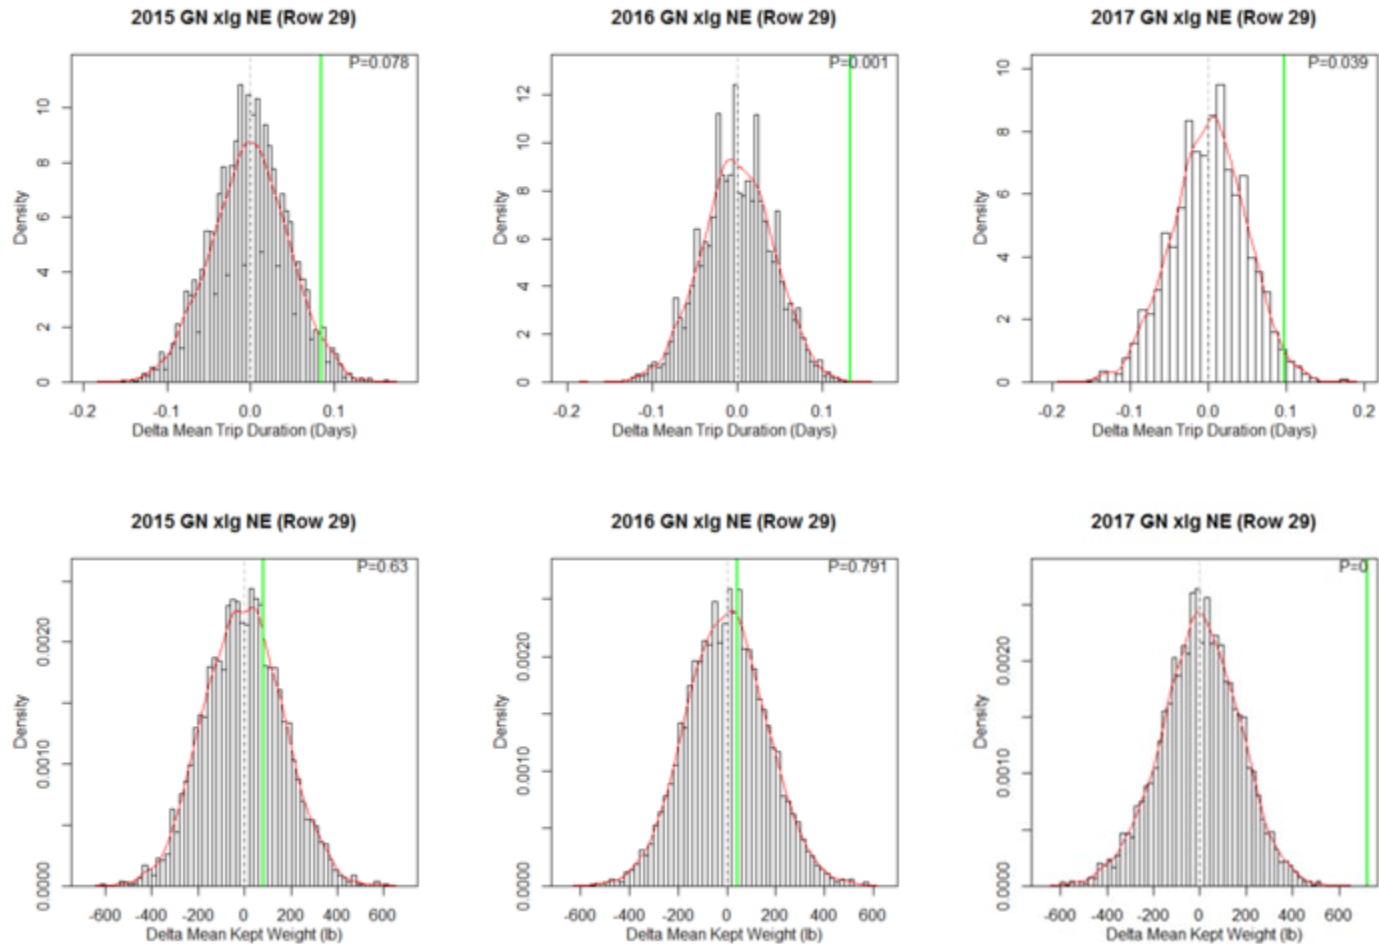 2015 GN xlg NE (Row 29)
2016 GN xlg NE (Row 29)
2017 GN xlg NE (Row 29)
P=0.078
P=0.001
P=0.039
Density
0 2 4 6 8 10
Density
0 2 4 6 8 10 12
Density
0 2 4 6 8 10
-0.2 -0.1 0.0 0.1
-0.2 -0.1 0.0 0.1
-0.2 -0.1 0.0 0.1 0.2
Delta Mean Trip Duration (Days)
Delta Mean Trip Duration (Days)
Delta Mean Trip Duration (Days)
2015 GN xlg NE (Row 29)
2016 GN xlg NE (Row 29)
2017 GN xlg NE (Row 29)
P=0.63
P=0.791
P=0
Density
0.0000 0.0010 0.0020
Density
0.0000 0.0010 0.0020
Density
0.0000 0.0010 0.0020
-600 -400 -200 0 200 400 600
-600 -400 -200 0 200 400 600
-600 -400 -200 0 200 400 600
Delta Mean Kept Weight (lb)
Delta Mean Kept Weight (lb)
Delta Mean Kept Weight (lb)